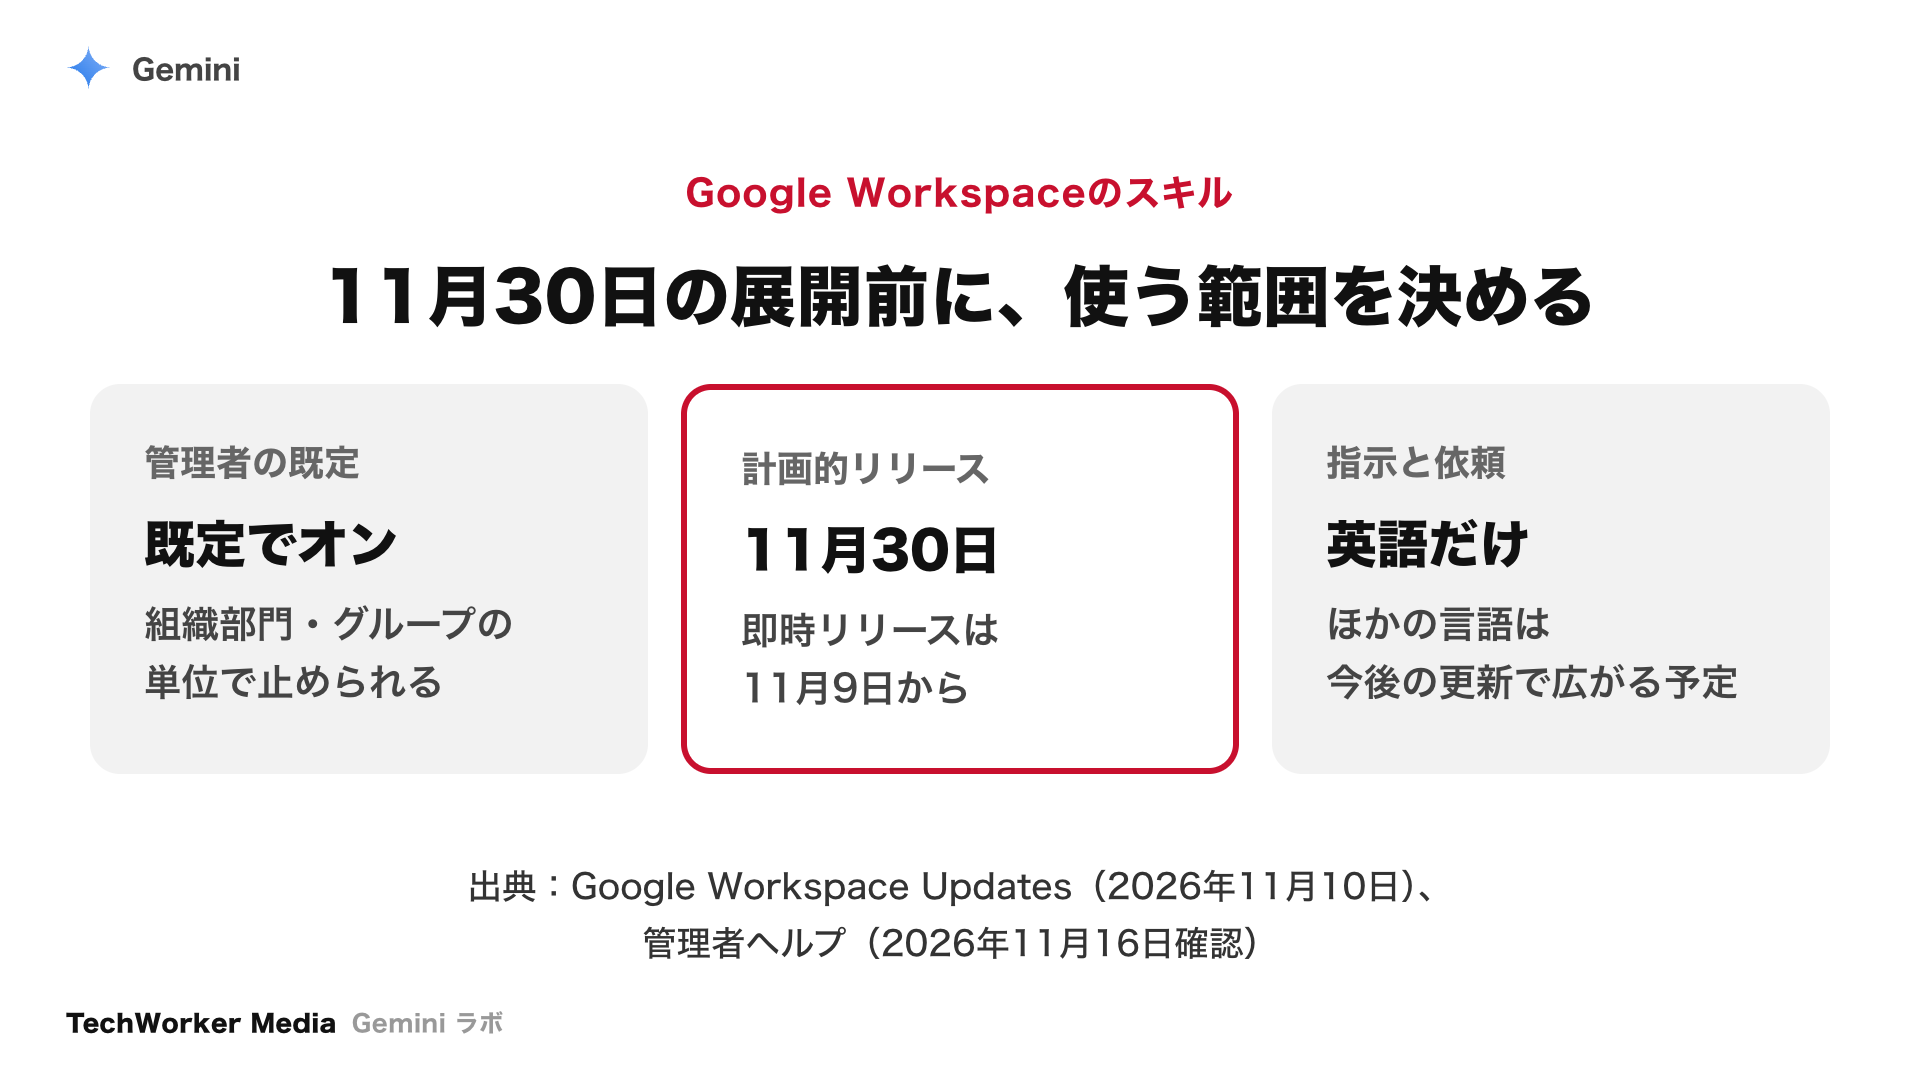 Gemini
Google Workspaceのスキル
11月30日の展開前に、使う範囲を決める
管理者の既定
既定でオン
組織部門・グループの
単位で止められる
計画的リリース
11月30日
即時リリースは
11月9日から
指示と依頼
英語だけ
ほかの言語は
今後の更新で広がる予定
出典：Google Workspace Updates（2026年11月10日）、
管理者ヘルプ（2026年11月16日確認）
TechWorker Media Gemini ラボ